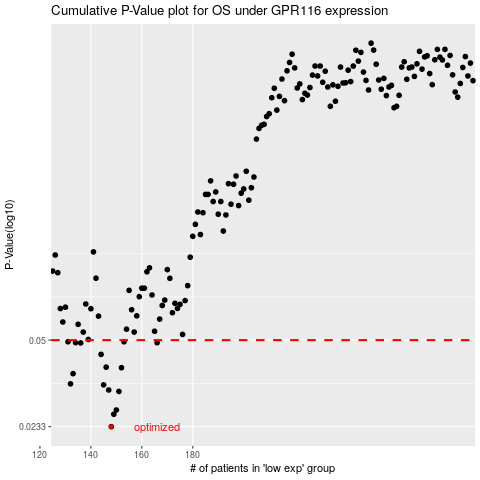 Cumulative P-Value plot for OS under GPR116 expression
P-Value(log10)
0.05
0.0233
optimized
120 140 160 180
# of patients in 'low exp' group